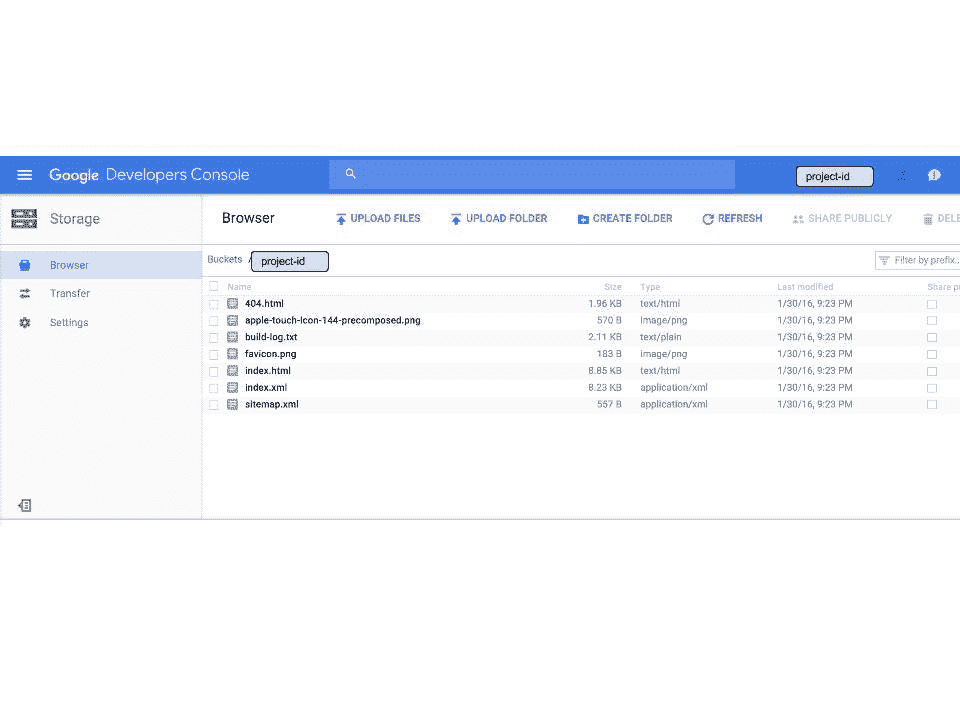 Google Developers Console project-id
Storage Browser UPLOAD FILES UPLOAD FOLDER CREATE FOLDER REFRESH SHARE PUBLICLY DELE
Browser
Transfer
Settings
Buckets / project-id Filter by prefix...
Name Size Type Last modified Share p
404.html 1.96 KB text/html 1/30/16, 9:23 PM
apple-touch-icon-144-precomposed.png 570 B image/png 1/30/16, 9:23 PM
build-log.txt 2.11 KB text/plain 1/30/16, 9:23 PM
favicon.png 183 B image/png 1/30/16, 9:23 PM
index.html 8.85 KB text/html 1/30/16, 9:23 PM
index.xml 8.23 KB application/xml 1/30/16, 9:23 PM
sitemap.xml 557 B application/xml 1/30/16, 9:23 PM